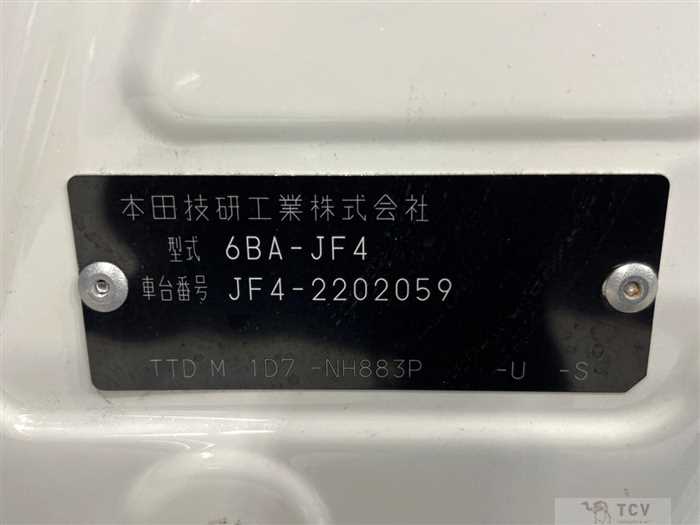 本田技研工業株式会社
型式 6BA-JF4
車台番号 JF4-2202059
TTD M 1D7 -NH883P -U -S
TCV